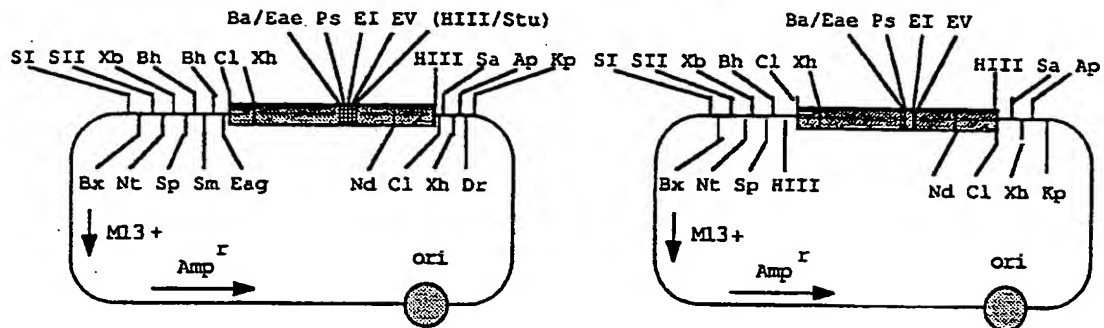 Ba/Eae Ps EI EV (HIII/Stu)
SI SII Xb Bh Bh Cl Xh HIII Sa Ap Kp
Bx Nt Sp Sm Eag Nd Cl Xh Dr
M13+
Amp r
ori
Ba/Eae Ps EI EV
SI SII Xb Bh Cl Xh HIII Sa Ap
Bx Nt Sp HIII Nd Cl Xh Kp
M13+
Amp r
ori